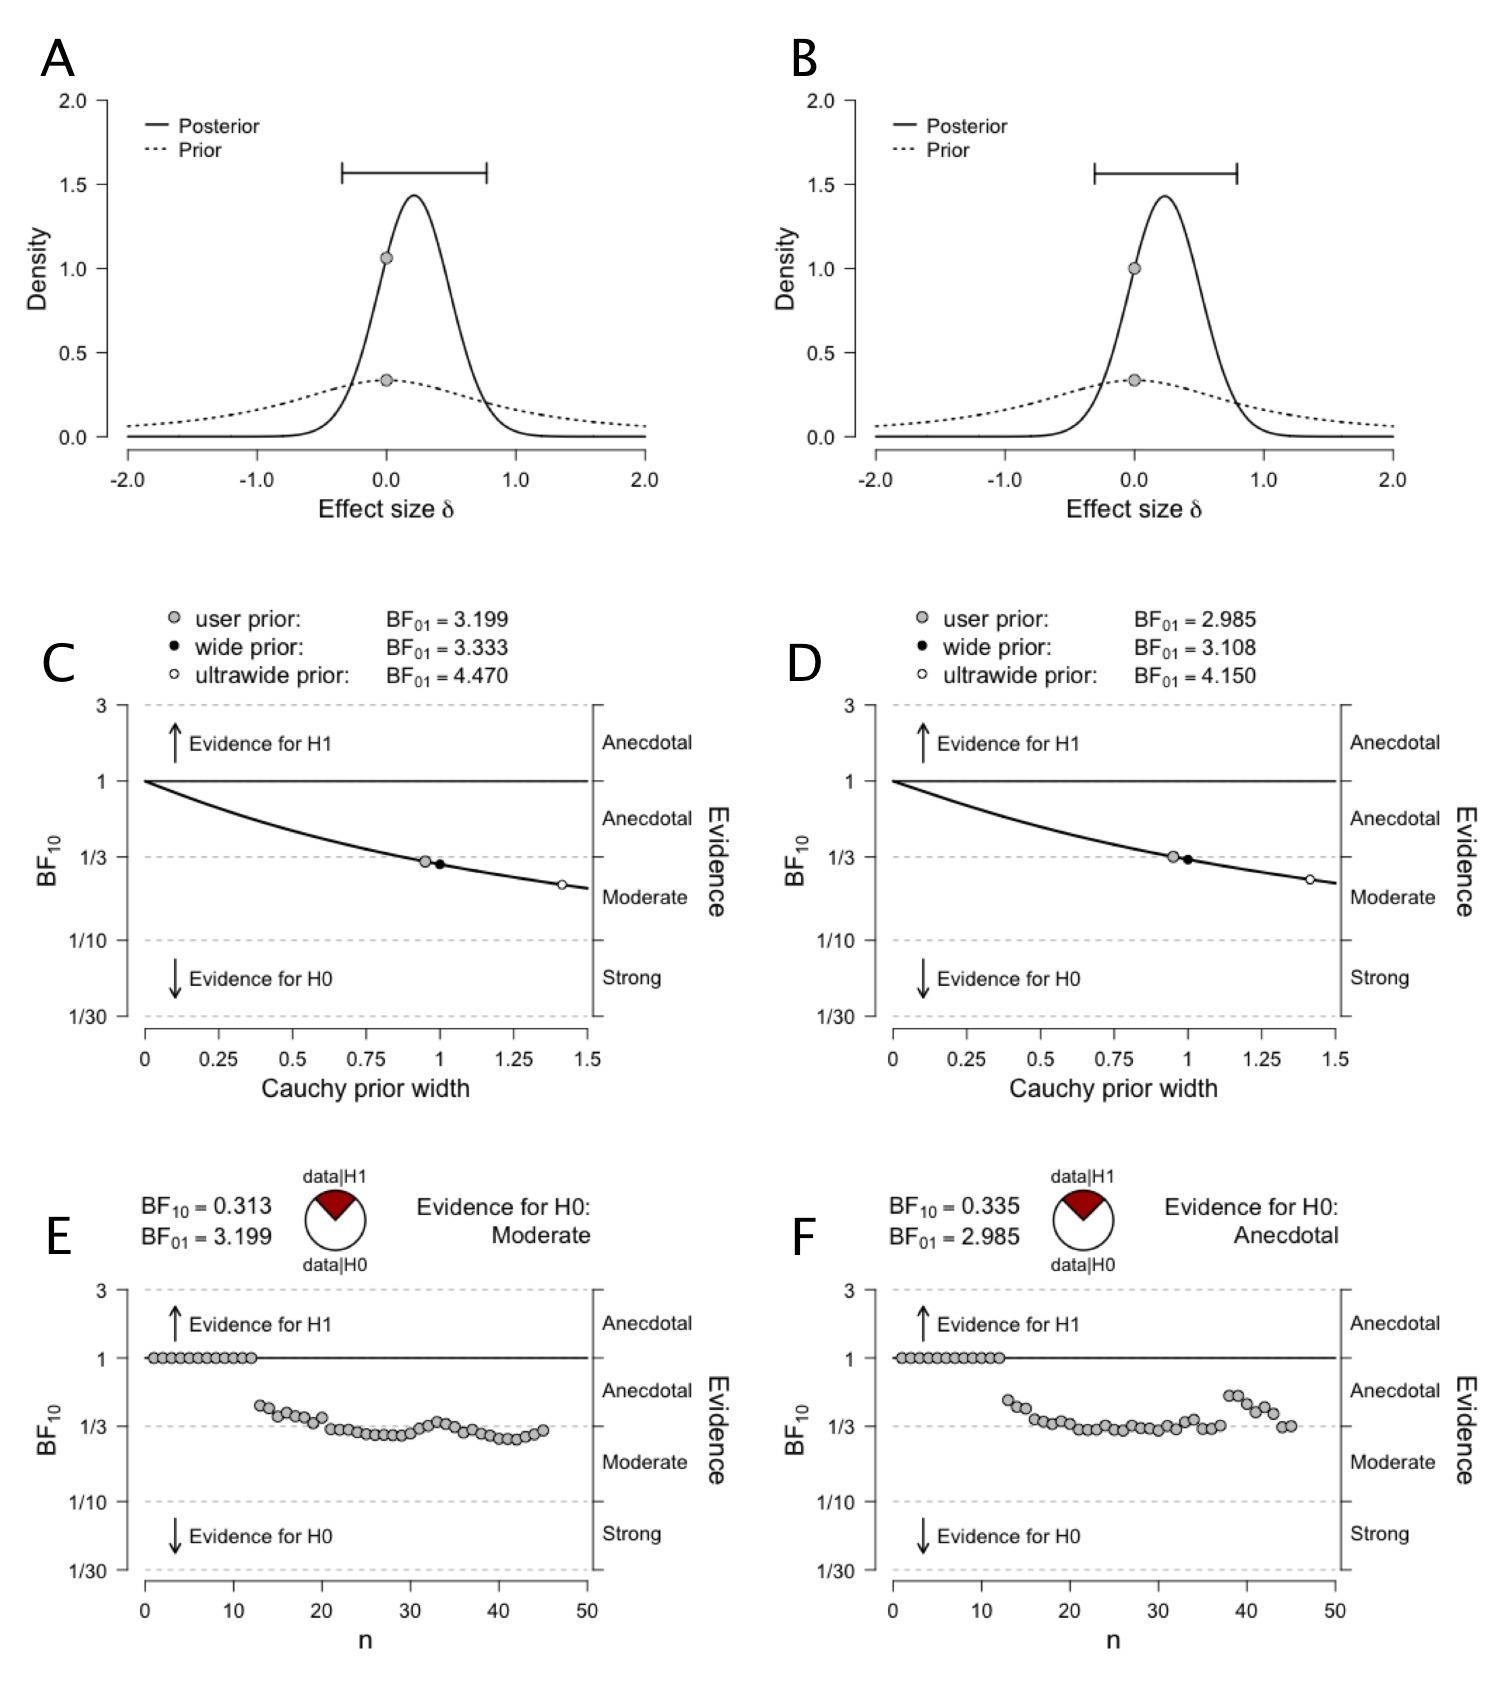 A
2.0
1.5
1.0
0.5
0.0
Density
Posterior
Prior
-2.0 -1.0 0.0 1.0 2.0
Effect size δ
B
2.0
1.5
1.0
0.5
0.0
Density
Posterior
Prior
-2.0 -1.0 0.0 1.0 2.0
Effect size δ
C
user prior: BF01 = 3.199
wide prior: BF01 = 3.333
ultrawide prior: BF01 = 4.470
3
1
1/3
1/10
1/30
BF10
Evidence for H1
Evidence for H0
Anecdotal
Anecdotal
Moderate
Strong
Evidence
0 0.25 0.5 0.75 1 1.25 1.5
Cauchy prior width
D
user prior: BF01 = 2.985
wide prior: BF01 = 3.108
ultrawide prior: BF01 = 4.150
3
1
1/3
1/10
1/30
BF10
Evidence for H1
Evidence for H0
Anecdotal
Anecdotal
Moderate
Strong
Evidence
0 0.25 0.5 0.75 1 1.25 1.5
Cauchy prior width
E
BF10 = 0.313
BF01 = 3.199
data|H1
data|H0
Evidence for H0:
Moderate
3
1
1/3
1/10
1/30
BF10
Evidence for H1
Evidence for H0
Anecdotal
Anecdotal
Moderate
Strong
Evidence
0 10 20 30 40 50
n
F
BF10 = 0.335
BF01 = 2.985
data|H1
data|H0
Evidence for H0:
Anecdotal
3
1
1/3
1/10
1/30
BF10
Evidence for H1
Evidence for H0
Anecdotal
Anecdotal
Moderate
Strong
Evidence
0 10 20 30 40 50
n